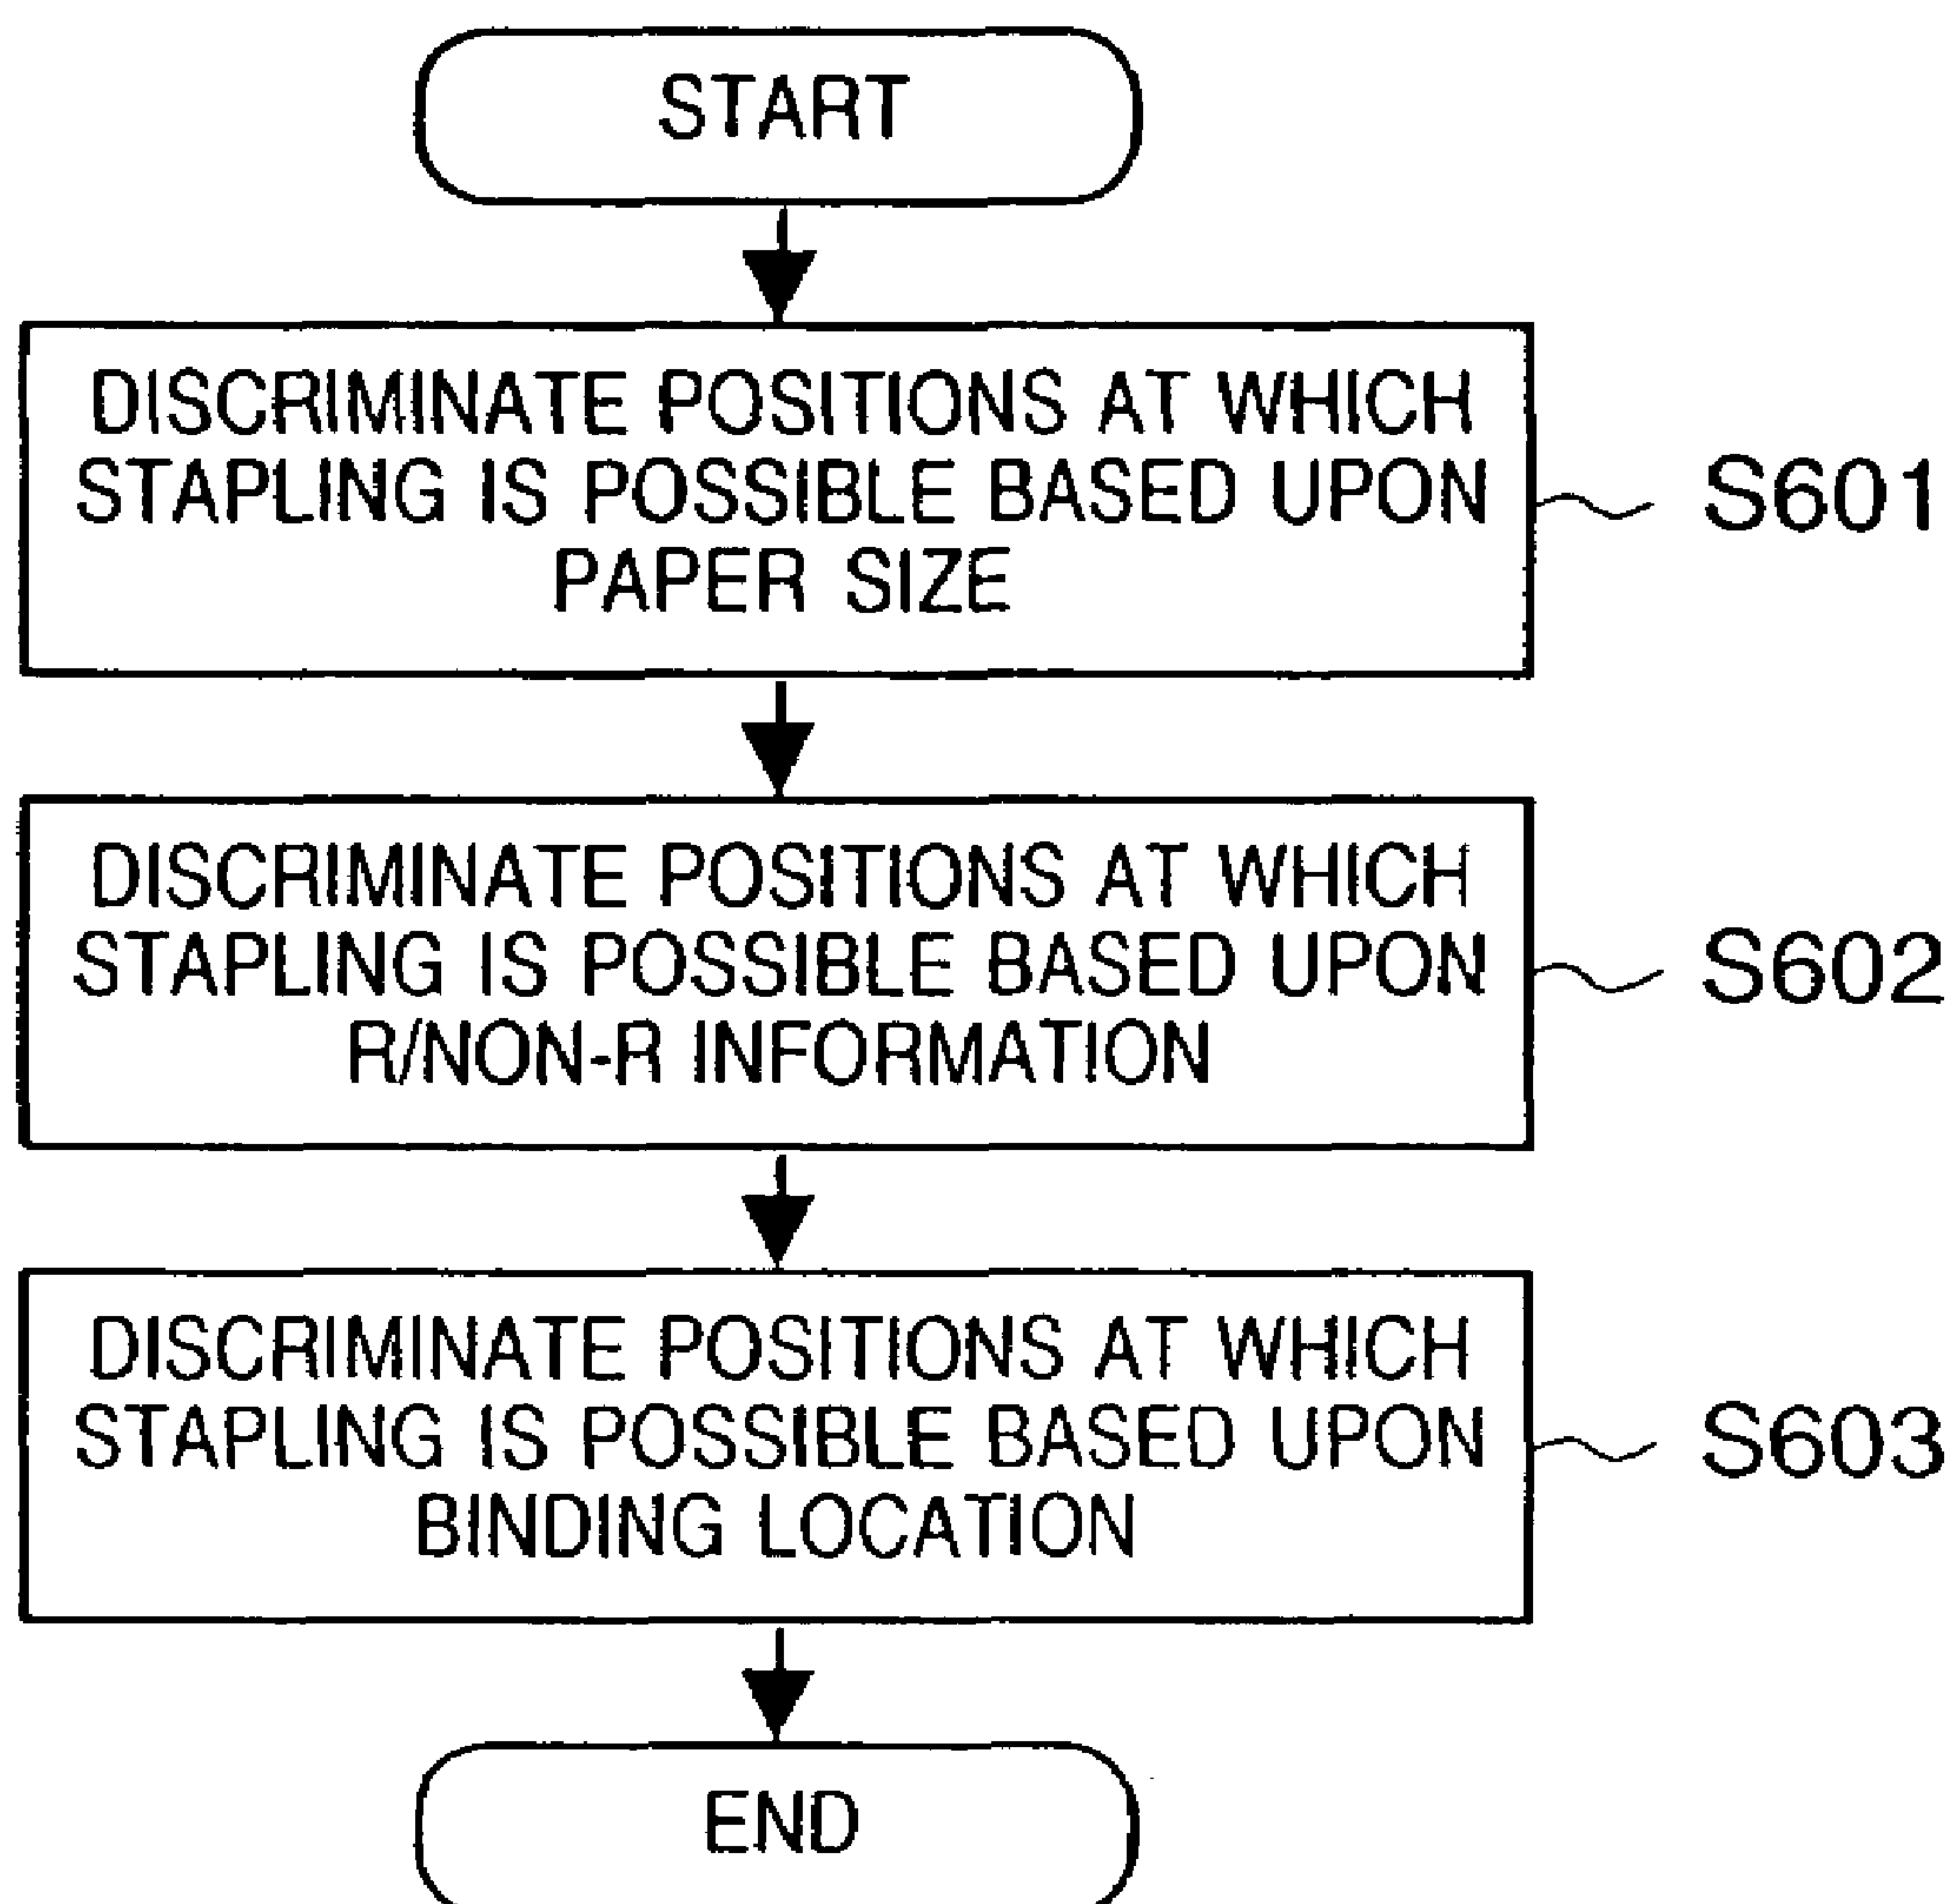 START
DISCRIMINATE POSITIONS AT WHICH
STAPLING IS POSSIBLE BASED UPON
PAPER SIZE
S601
DISCRIMINATE POSITIONS AT WHICH
STAPLING IS POSSIBLE BASED UPON
R/NON-R INFORMATION
S602
DISCRIMINATE POSITIONS AT WHICH
STAPLING IS POSSIBLE BASED UPON
BINDING LOCATION
S603
END